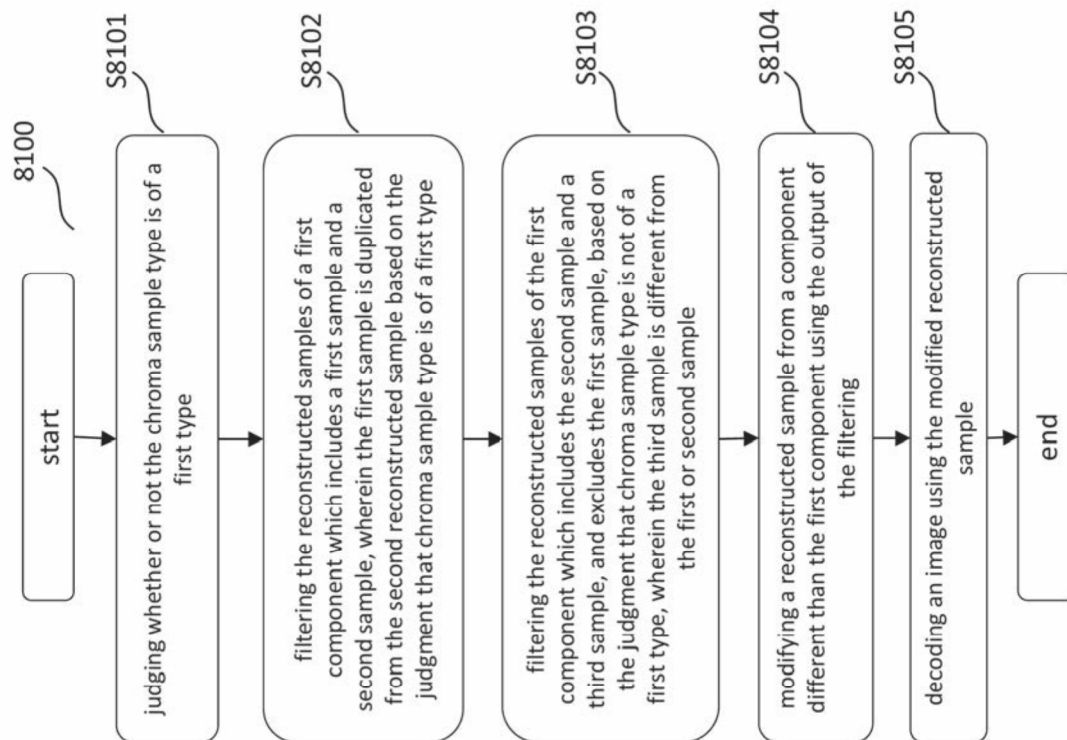 8100
start
S8101
judging whether or not the chroma sample type is of a
first type
S8102
filtering the reconstructed samples of a first
component which includes a first sample and a
second sample, wherein the first sample is duplicated
from the second reconstructed sample based on the
judgment that chroma sample type is of a first type
S8103
filtering the reconstructed samples of the first
component which includes the second sample and a
third sample, and excludes the first sample, based on
the judgment that chroma sample type is not of a
first type, wherein the third sample is different from
the first or second sample
S8104
modifying a reconstructed sample from a component
different than the first component using the output of
the filtering
S8105
decoding an image using the modified reconstructed
sample
end